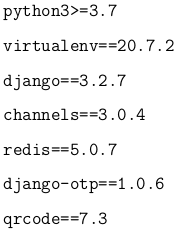 python3>=3.7
virtualenv==20.7.2
django==3.2.7
channels==3.0.4
redis==5.0.7
django-otp==1.0.6
qrcode==7.3